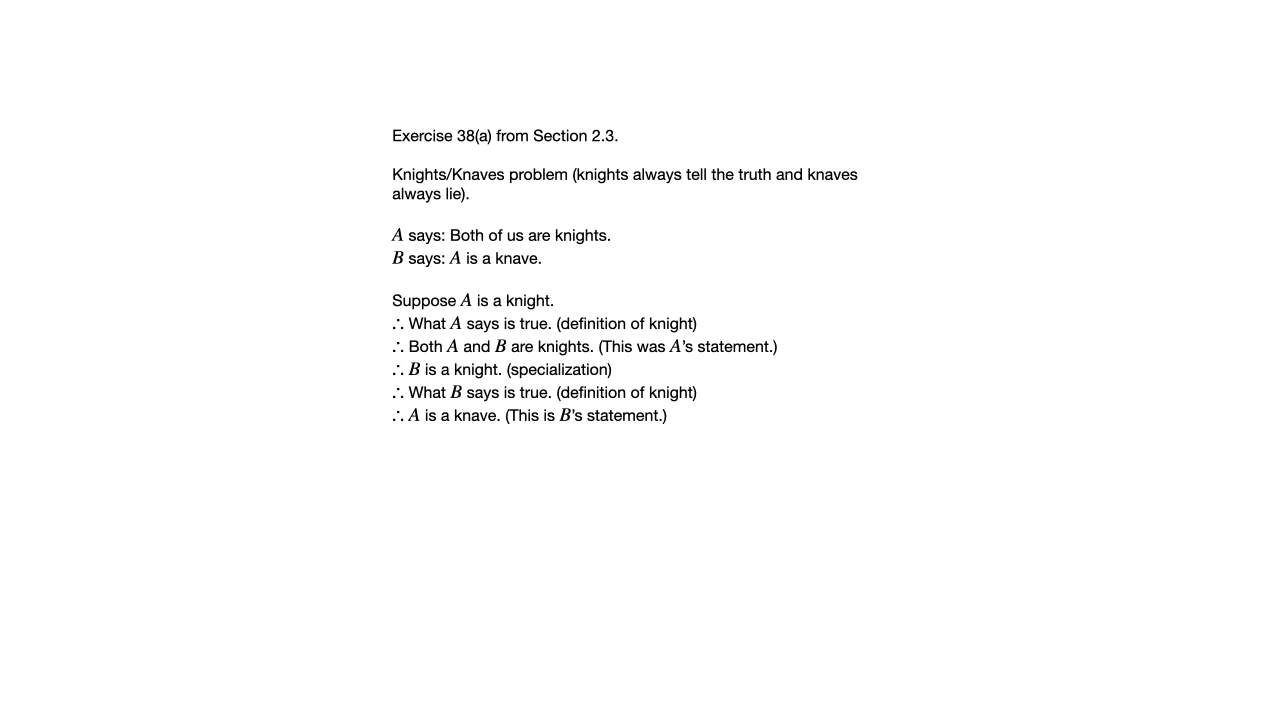 Exercise 38(a) from Section 2.3.
Knights/Knaves problem (knights always tell the truth and knaves
always lie).
A says: Both of us are knights.
B says: A is a knave.
Suppose A is a knight.
∴ What A says is true. (definition of knight)
∴ Both A and B are knights. (This was A’s statement.)
∴ B is a knight. (specialization)
∴ What B says is true. (definition of knight)
∴ A is a knave. (This is B’s statement.)